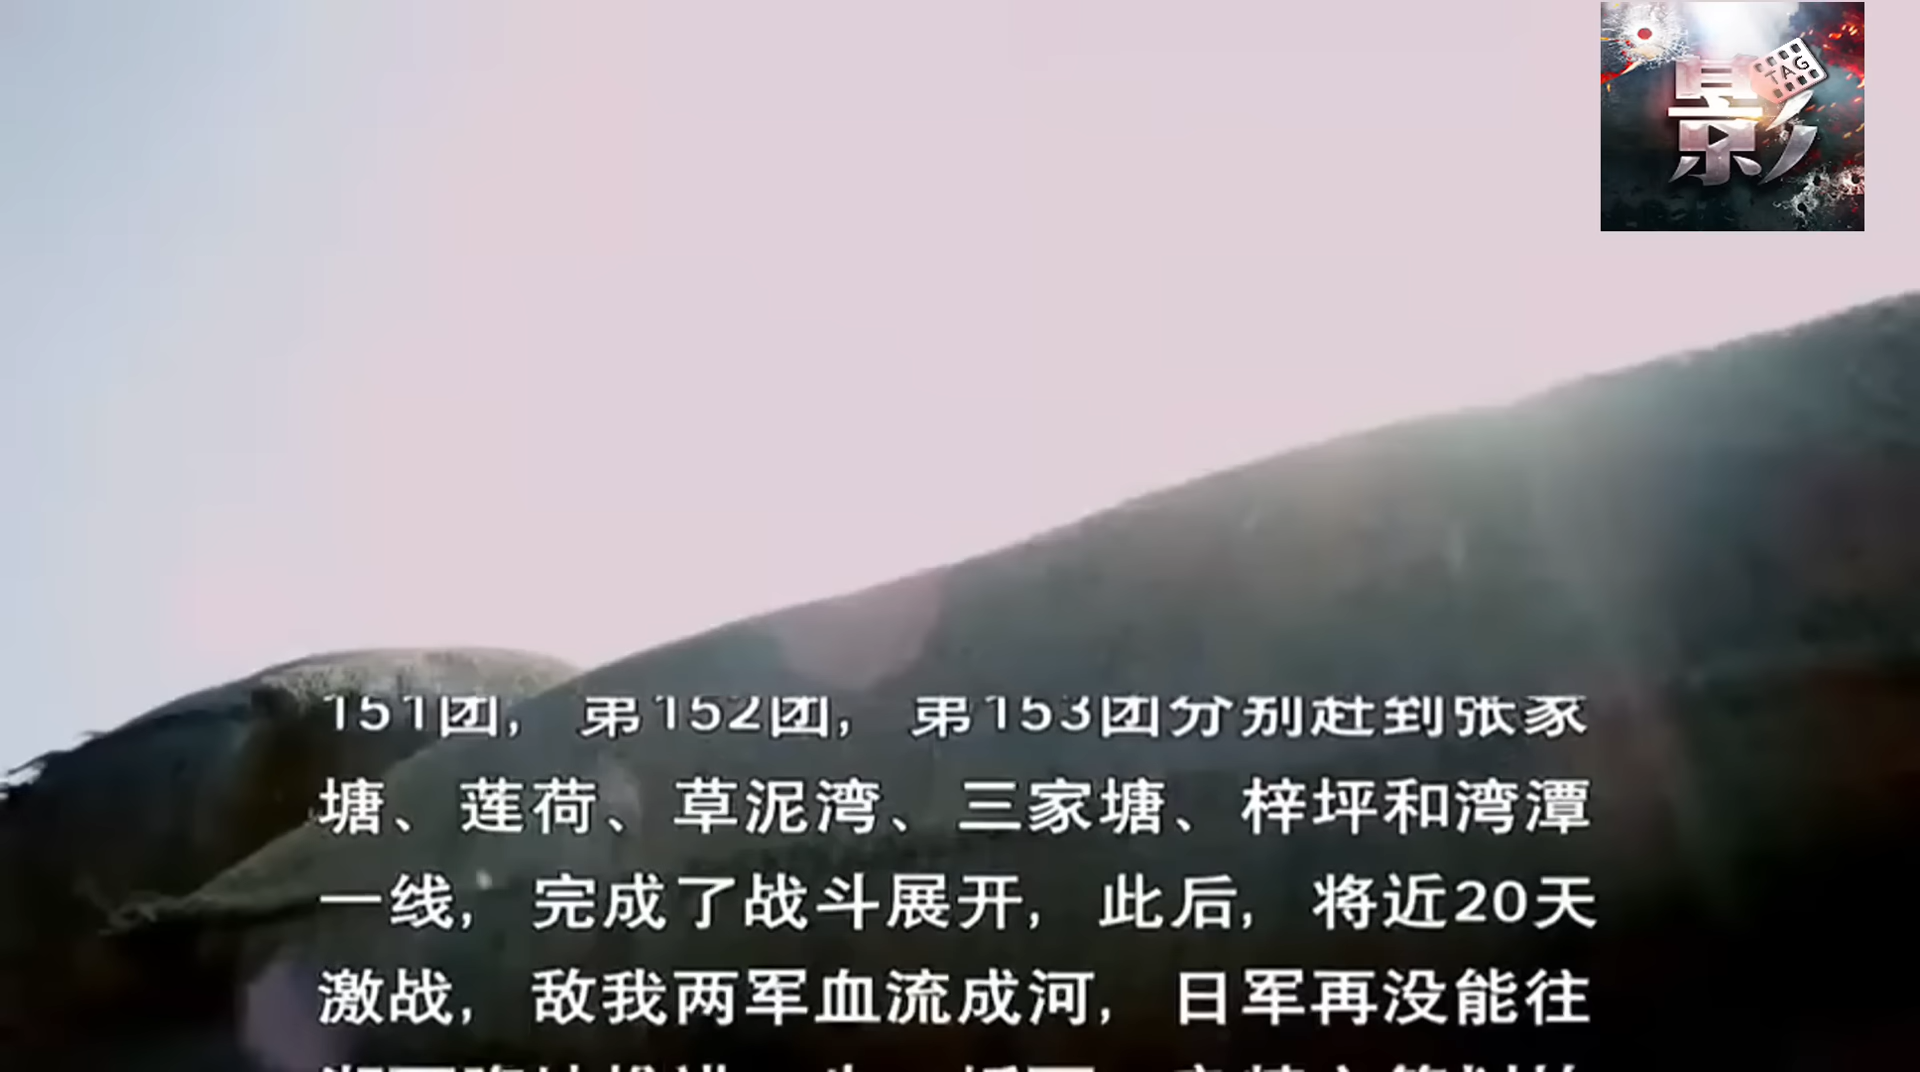 影
TAG
151团，第152团，第153团分别赶到张家
塘、莲荷、草泥湾、三家塘、梓坪和湾潭
一线，完成了战斗展开，此后，将近20天
激战，敌我两军血流成河，日军再没能往